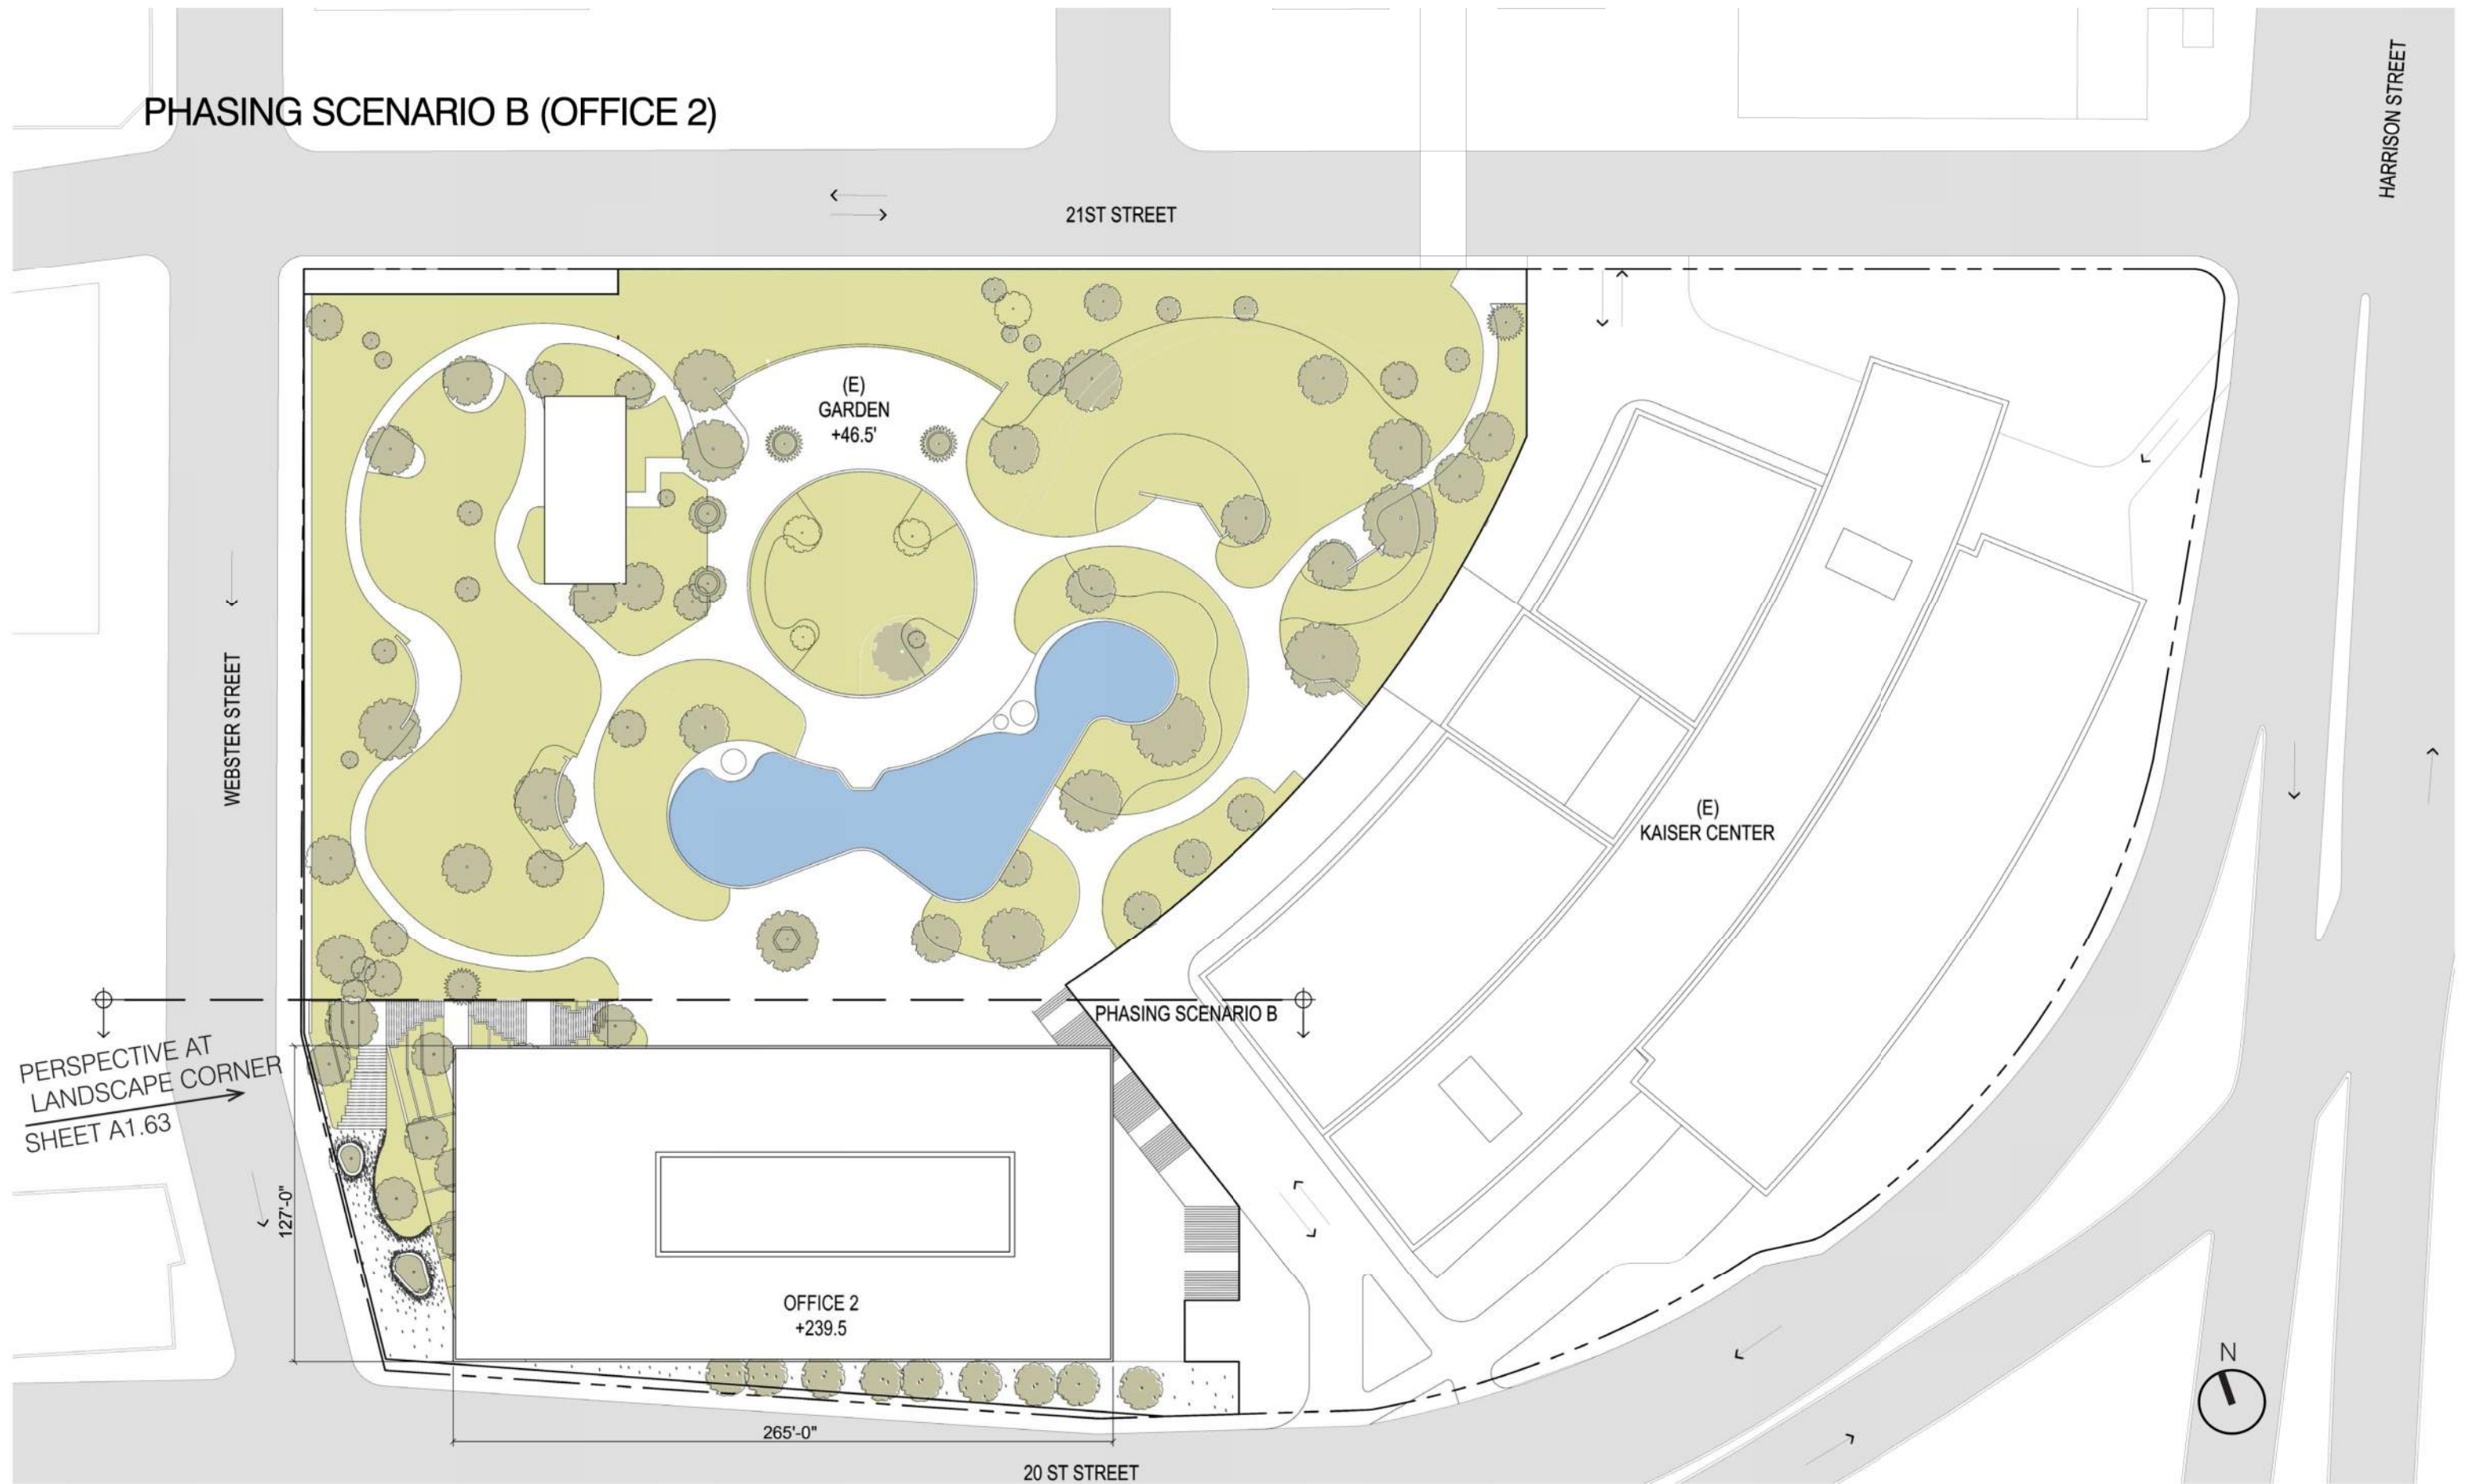 PHASING SCENARIO B (OFFICE 2)
HARRISON STREET
21ST STREET
(E)
GARDEN
+46.5'
WEBSTER STREET
(E)
KAISER CENTER
PHASING SCENARIO B
PERSPECTIVE AT
LANDSCAPE CORNER
SHEET A1.63
127'-0"
OFFICE 2
+239.5
N
265'-0"
20 ST STREET